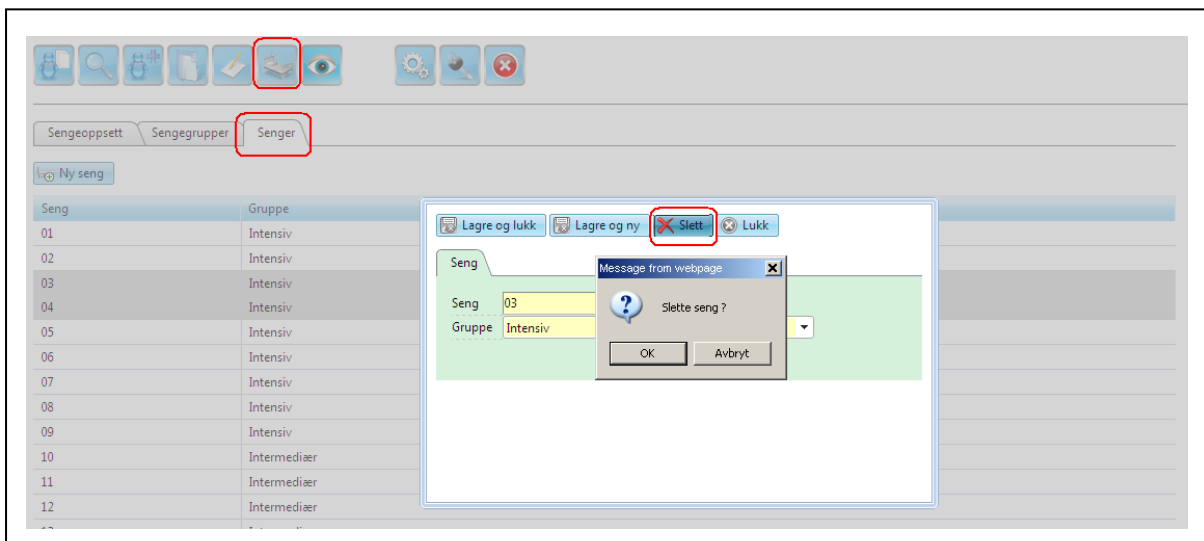 Sengeoppsett Sengegrupper Senger
Ny seng
Seng Gruppe
01 Intensiv
02 Intensiv
03 Intensiv
04 Intensiv
05 Intensiv
06 Intensiv
07 Intensiv
08 Intensiv
09 Intensiv
10 Intermediær
11 Intermediær
12 Intermediær
Lagre og lukk Lagre og ny Slett Lukk
Seng
Seng 03
Gruppe Intensiv
Message from webpage
Slette seng ?
OK Avbryt